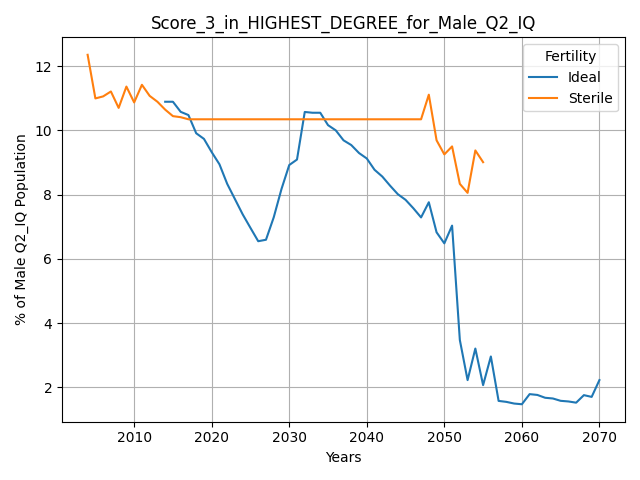 Score_3_in_HIGHEST_DEGREE_for_Male_Q2_IQ
Fertility
Ideal
Sterile
% of Male Q2_IQ Population
12
10
8
6
4
2
2010 2020 2030 2040 2050 2060 2070
Years